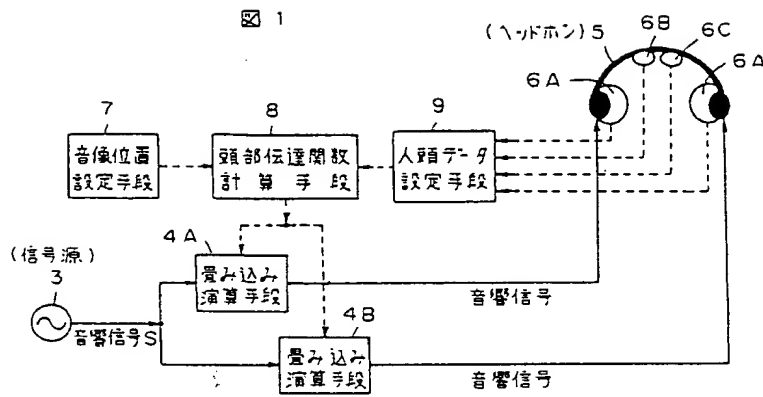 図 1
(ヘッドホン) 5
6B
6C
6A
6A
7
8
9
音像位置
設定手段
頭部伝達関数
計算手段
人頭データ
設定手段
4A
(信号源)
3
畳み込み
演算手段
音響信号
音響信号S
4B
畳み込み
演算手段
音響信号